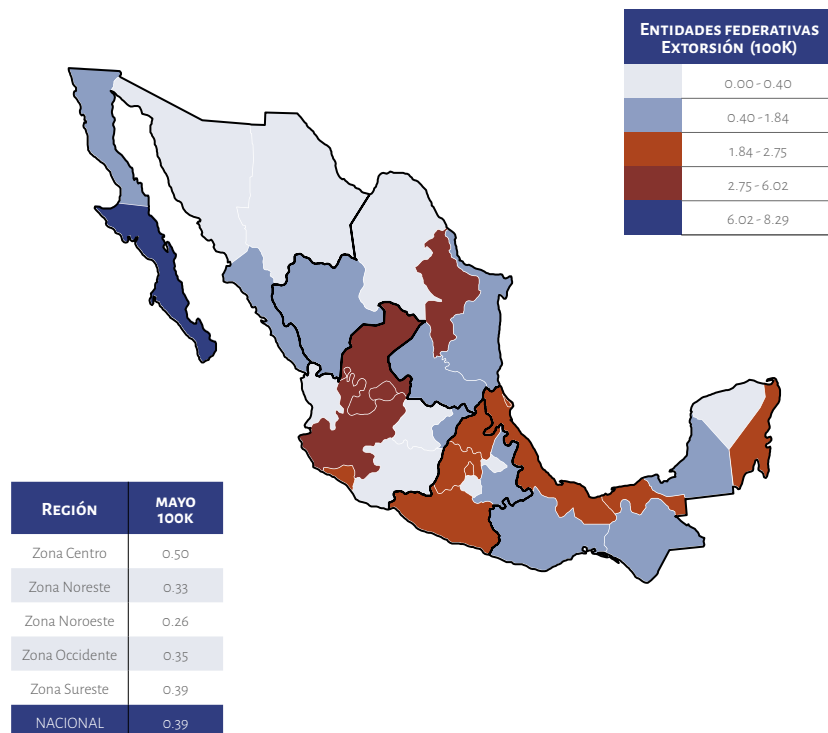 Entidades federativas
Extorsión (100K)
0.00 - 0.40
0.40 - 1.84
1.84 - 2.75
2.75 - 6.02
6.02 - 8.29
Región
MAYO
100K
Zona Centro 0.50
Zona Noreste 0.33
Zona Noroeste 0.26
Zona Occidente 0.35
Zona Sureste 0.39
NACIONAL 0.39